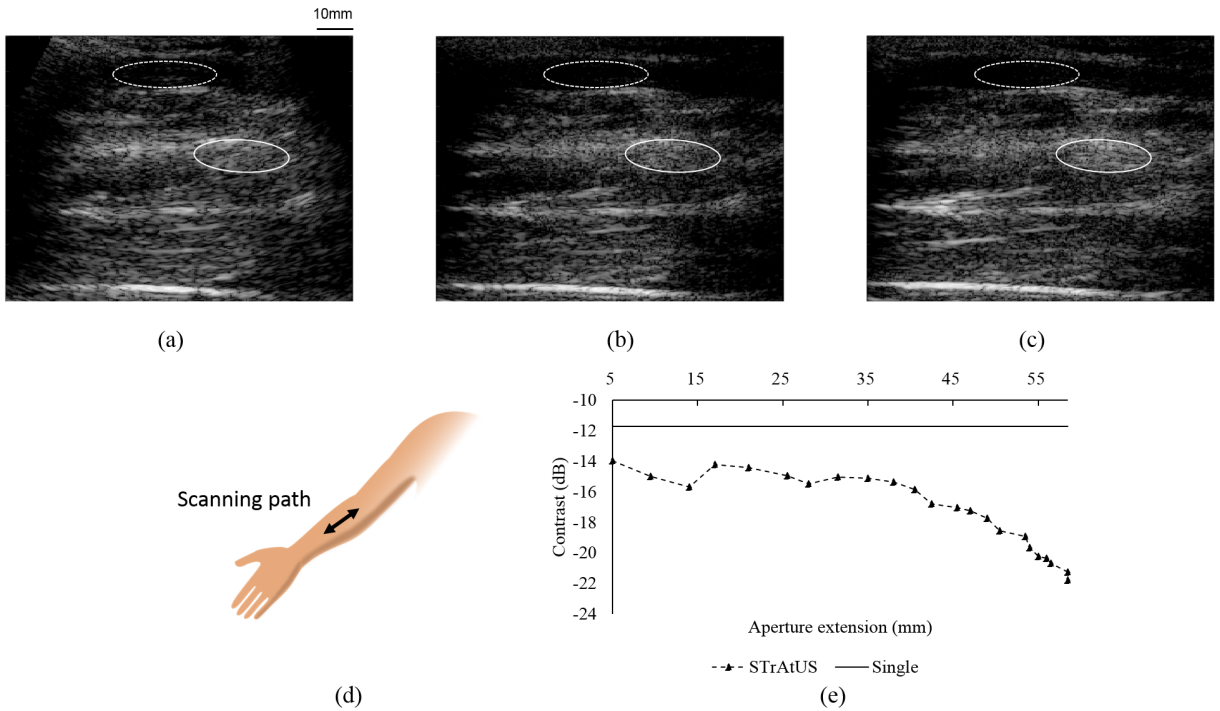 10mm
(a)
(b)
(c)
Scanning path
(d)
5 15 25 35 45 55
-10
-12
-14
-16
-18
-20
-22
-24
Contrast (dB)
Aperture extension (mm)
STrAtUS Single
(e)